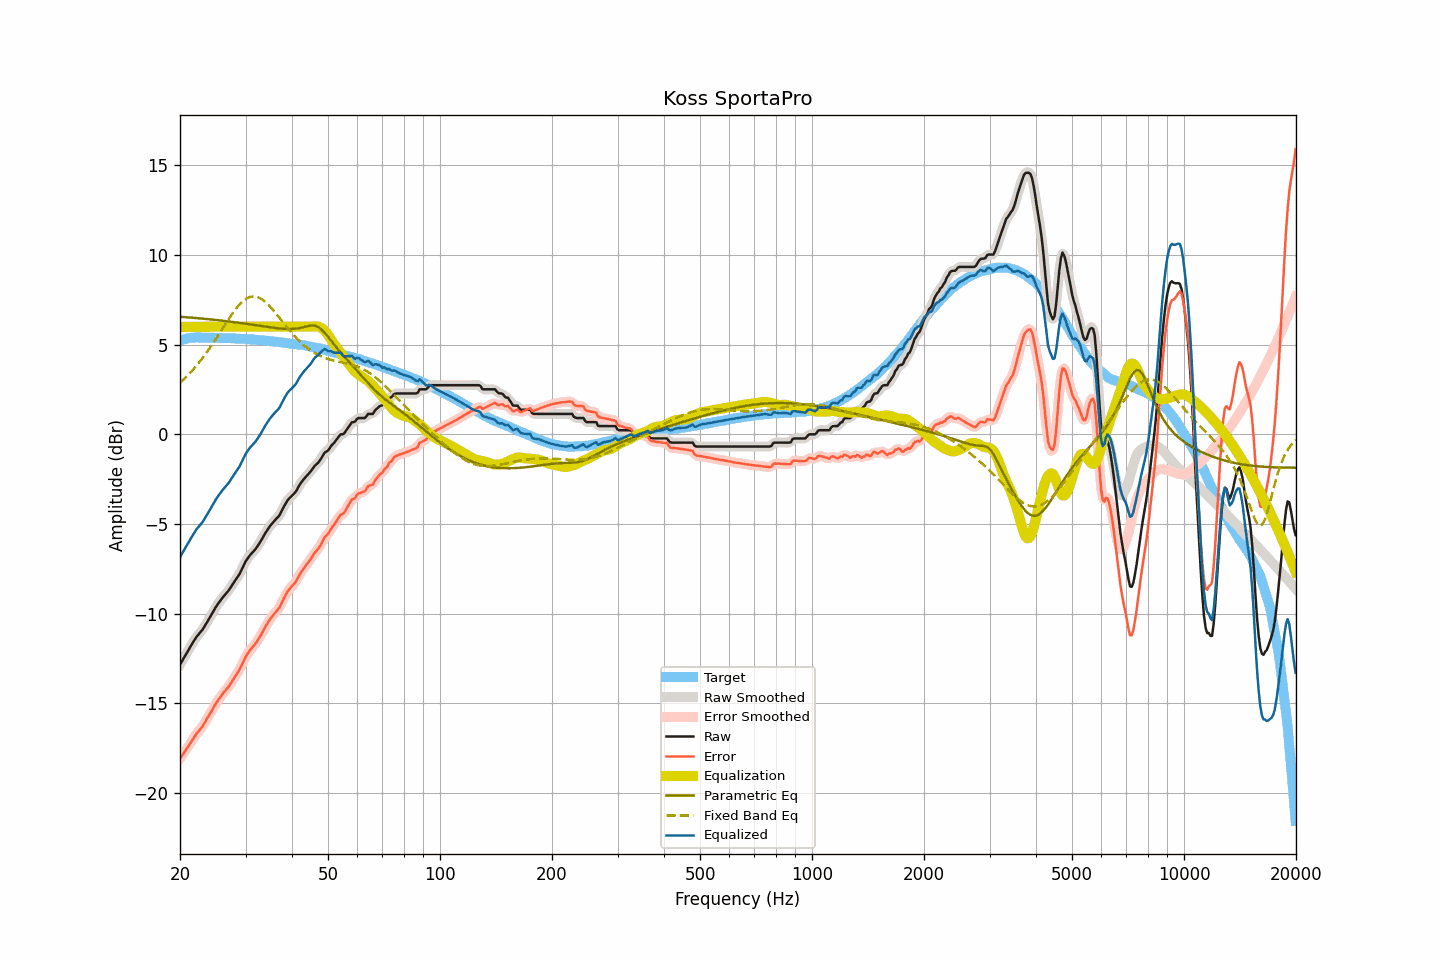 Koss SportaPro
15
10
5
0
−5
−10
−15
−20
Amplitude (dBr)
Target
Raw Smoothed
Error Smoothed
Raw
Error
Equalization
Parametric Eq
Fixed Band Eq
Equalized
20 50 100 200 500 1000 2000 5000 10000 20000
Frequency (Hz)